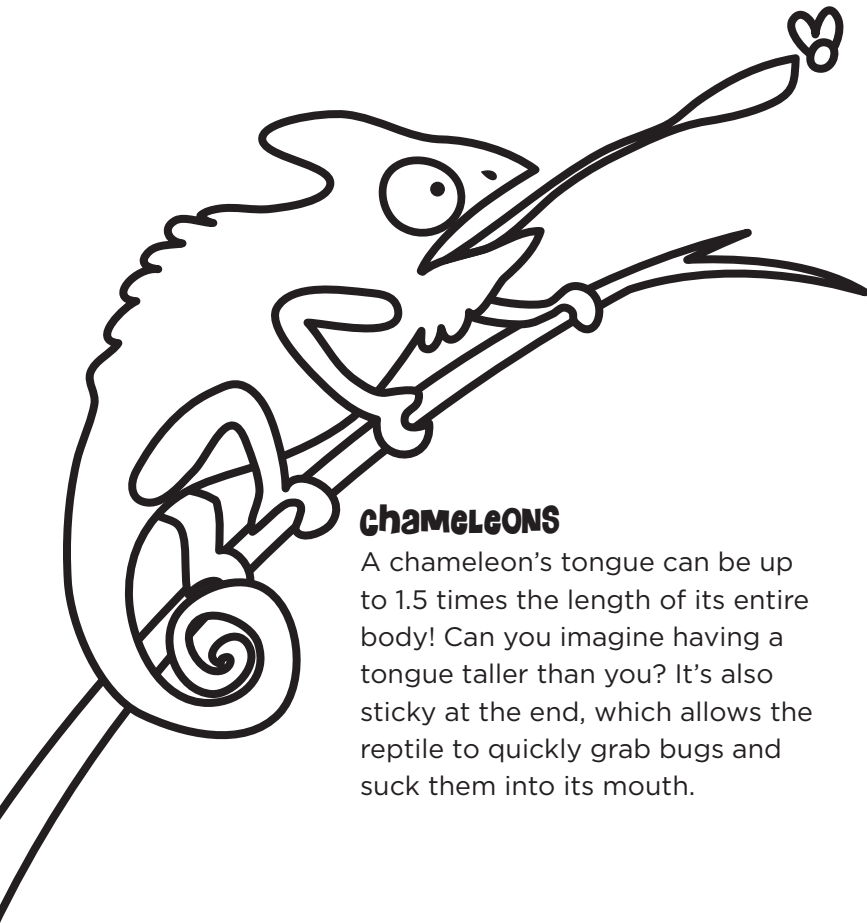 chameleons
A chameleon’s tongue can be up
to 1.5 times the length of its entire
body! Can you imagine having a
tongue taller than you? It’s also
sticky at the end, which allows the
reptile to quickly grab bugs and
suck them into its mouth.